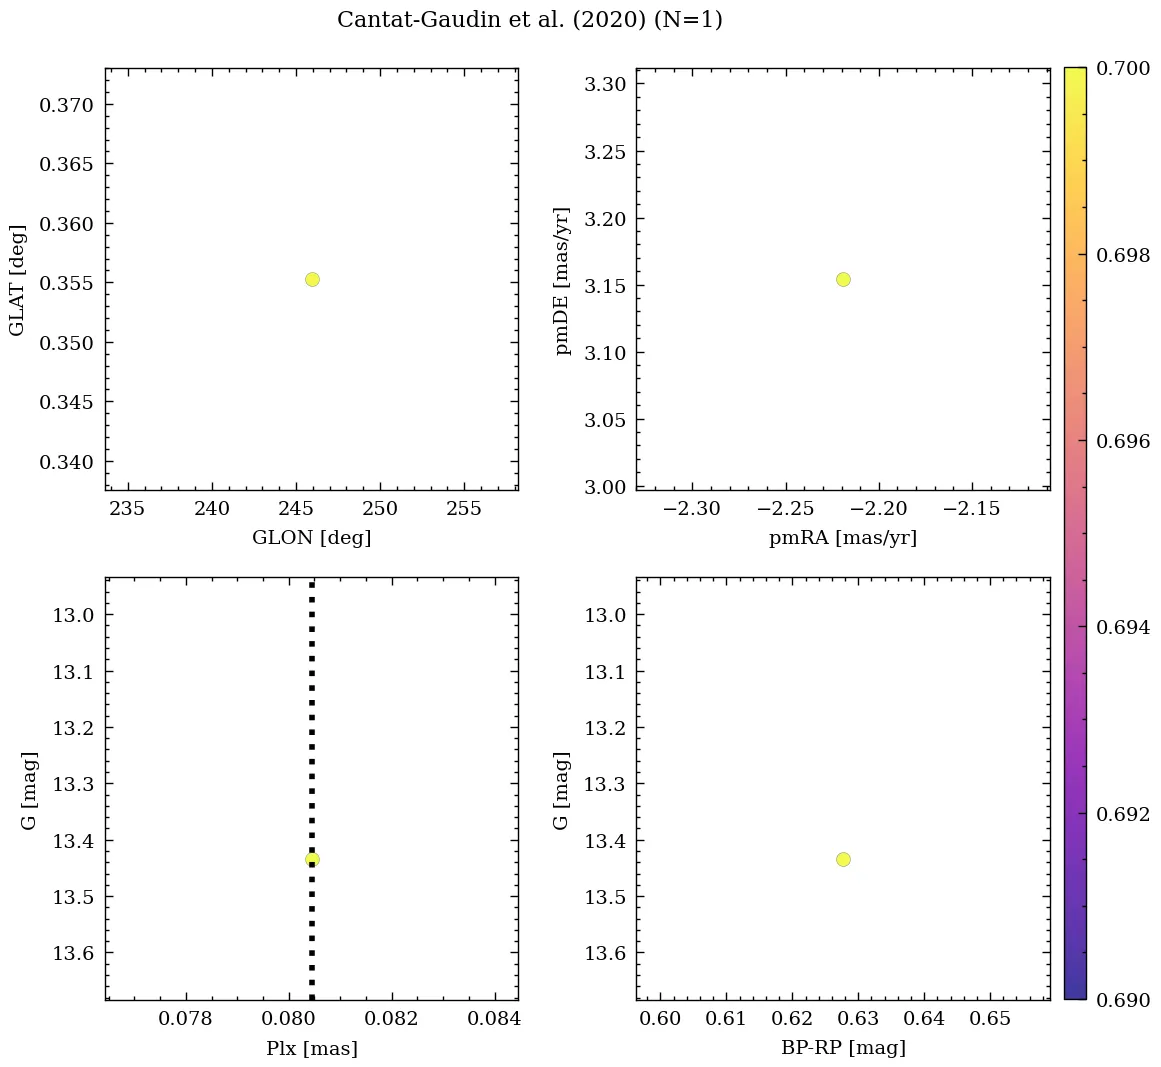 Cantat-Gaudin et al. (2020) (N=1)
0.370
0.365
0.360
0.355
0.350
0.345
0.340
GLAT [deg]
235 240 245 250 255
GLON [deg]
3.30
3.25
3.20
3.15
3.10
3.05
3.00
pmDE [mas/yr]
−2.30 −2.25 −2.20 −2.15
pmRA [mas/yr]
13.0
13.1
13.2
13.3
13.4
13.5
13.6
G [mag]
0.078 0.080 0.082 0.084
Plx [mas]
13.0
13.1
13.2
13.3
13.4
13.5
13.6
G [mag]
0.60 0.61 0.62 0.63 0.64 0.65
BP-RP [mag]
0.700
0.698
0.696
0.694
0.692
0.690